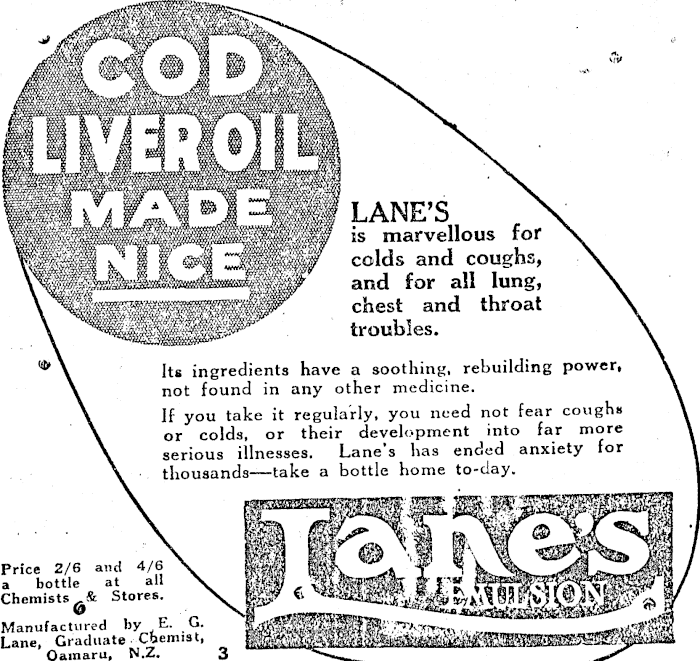 COD
LIVER OIL
MADE
NICE
LANE'S
is marvellous for
colds and coughs,
and for all lung,
chest and throat
troubles.
Its ingredients have a soothing, rebuilding power,
not found in any other medicine.
If you take it regularly, you need not fear coughs
or colds, or their development into far more
serious illnesses. Lane's has ended anxiety for
thousands—take a bottle home to-day.
Lane's
EMULSION
Price 2/6 and 4/6
a bottle at all
Chemists & Stores.
6
Manufactured by E. G.
Lane, Graduate Chemist,
Oamaru, N.Z.
3